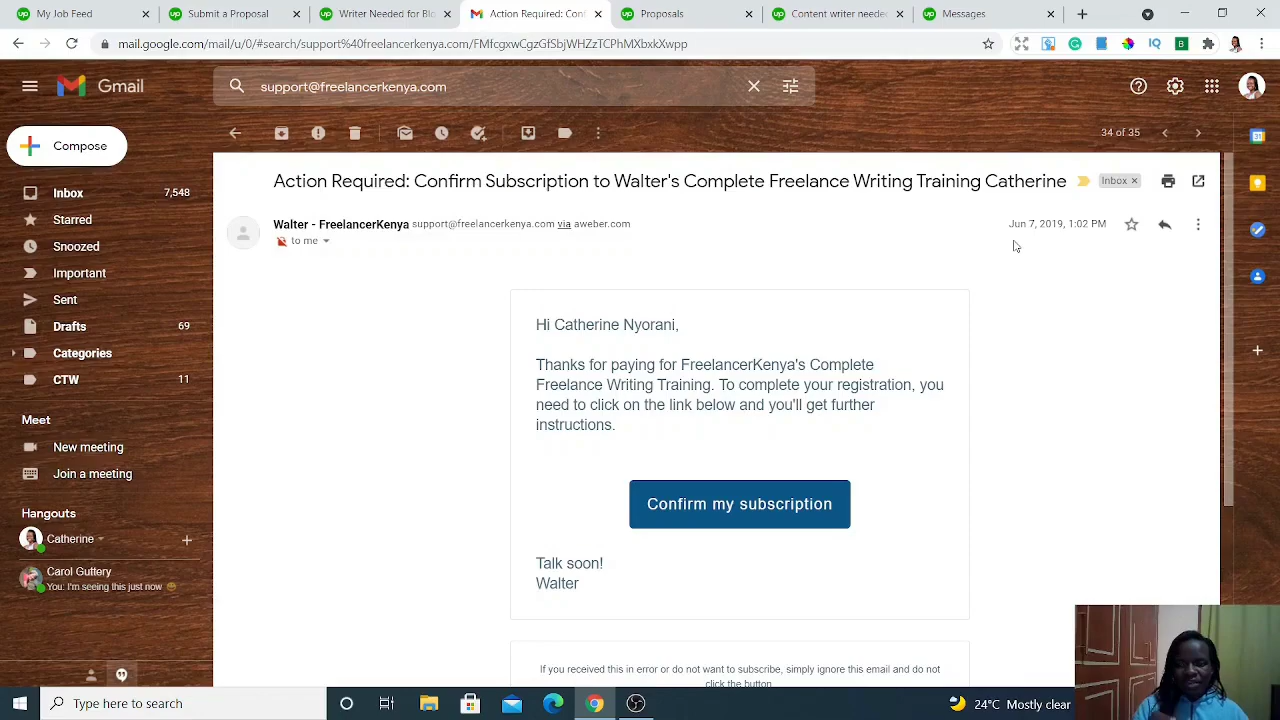 My Feed
Submit a Proposal
Writer Needed for Blo
Action Required: Con
Proposals
Content writer neede
Messages
mail.google.com/mail/u/0/#search/support%40freelancerkenya.com/FMfcgxwCgzGfSbjWHZzTCPhMXbxkXwpp
Gmail
support@freelancerkenya.com
Compose
34 of 35
Action Required: Confirm Subscription to Walter's Complete Freelance Writing Training Catherine
Inbox
Inbox 7,548
Starred
Snoozed
Important
Sent
Drafts 69
Categories
CTW 11
Meet
New meeting
Join a meeting
Hangouts
Catherine
Carol Guttery
You: I'm seeing this just now
Walter - FreelancerKenya support@freelancerkenya.com via aweber.com
Jun 7, 2019, 1:02 PM
to me
Hi Catherine Nyorani,
Thanks for paying for FreelancerKenya's Complete
Freelance Writing Training. To complete your registration, you
need to click on the link below and you'll get further
instructions.
Confirm my subscription
Talk soon!
Walter
If you received this in error or do not want to subscribe, simply ignore this email and do not
click the button.
Type here to search
24°C Mostly clear